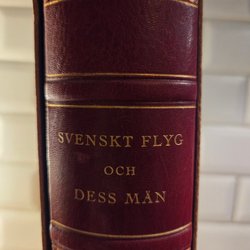 SVENSKT FLYG
OCH
DESS MÄN